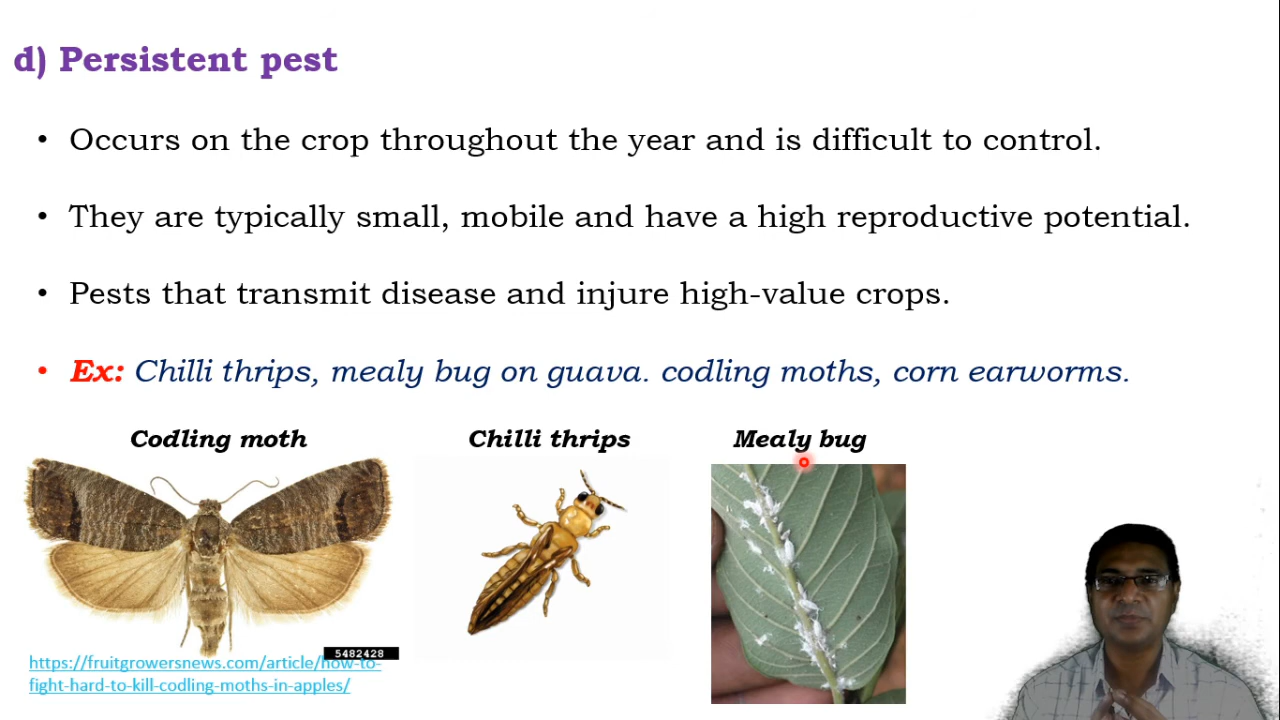 d) Persistent pest
• Occurs on the crop throughout the year and is difficult to control.
• They are typically small, mobile and have a high reproductive potential.
• Pests that transmit disease and injure high-value crops.
• Ex: Chilli thrips, mealy bug on guava. codling moths, corn earworms.
Codling moth Chilli thrips Mealy bug
5482428
https://fruitgrowersnews.com/article/how-to-
fight-hard-to-kill-codling-moths-in-apples/